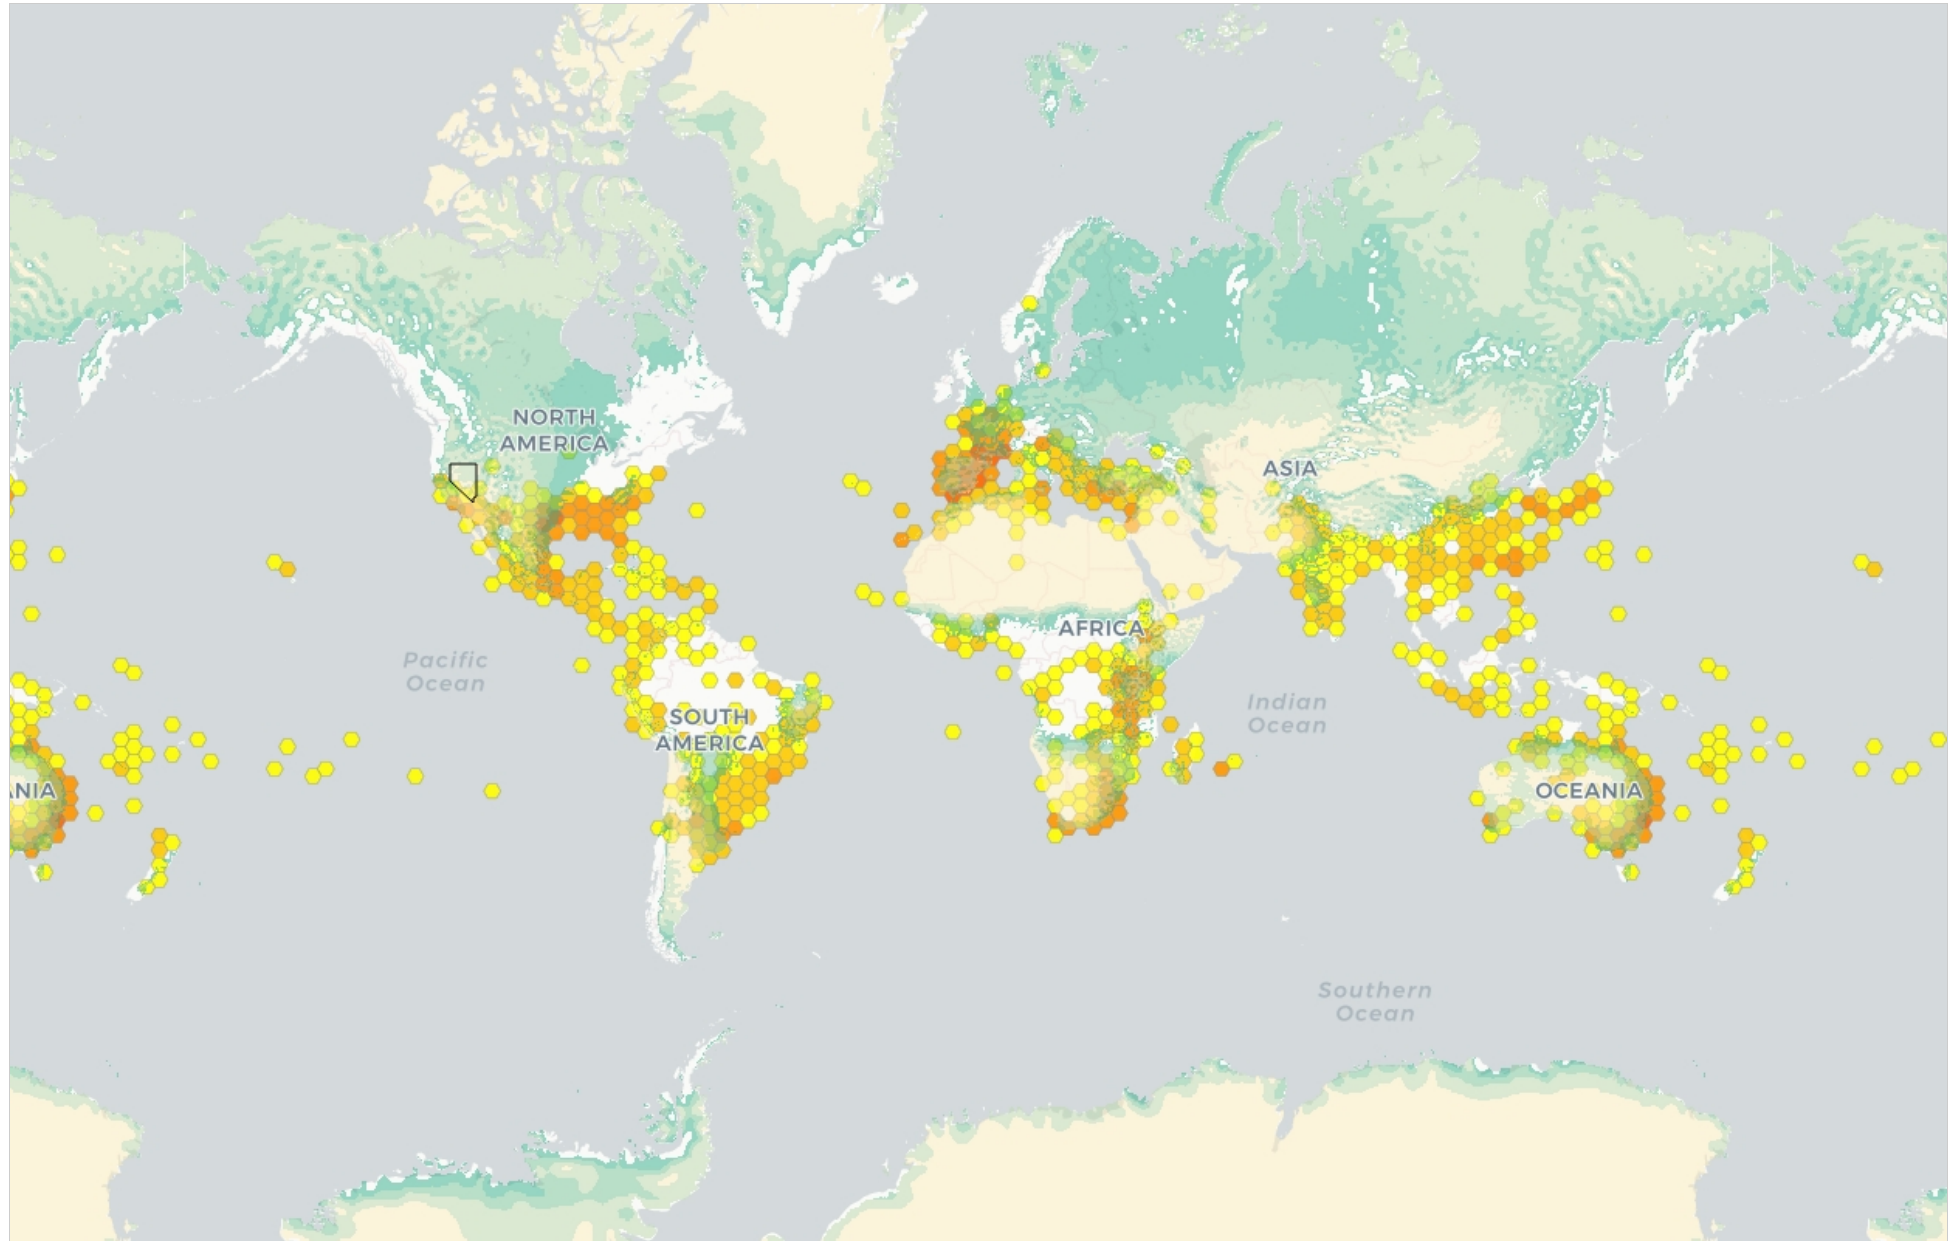 NORTH
AMERICA
ASIA
AFRICA
Pacific
Ocean
Indian
Ocean
SOUTH
AMERICA
ANIA
OCEANIA
Southern
Ocean